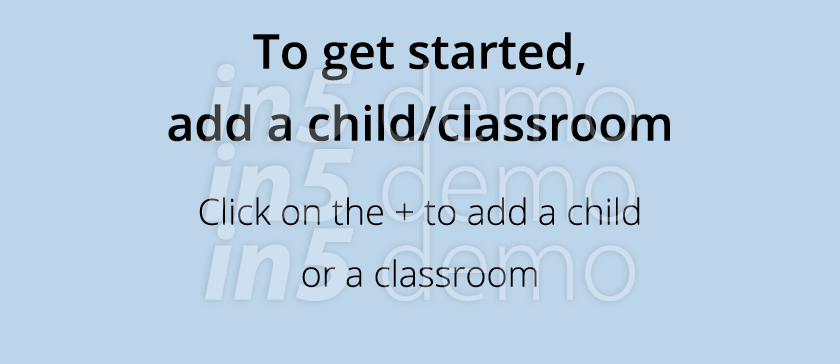 To get started,
add a child/classroom
Click on the + to add a child
or a classroom
in5 demo
in5 demo
in5 demo